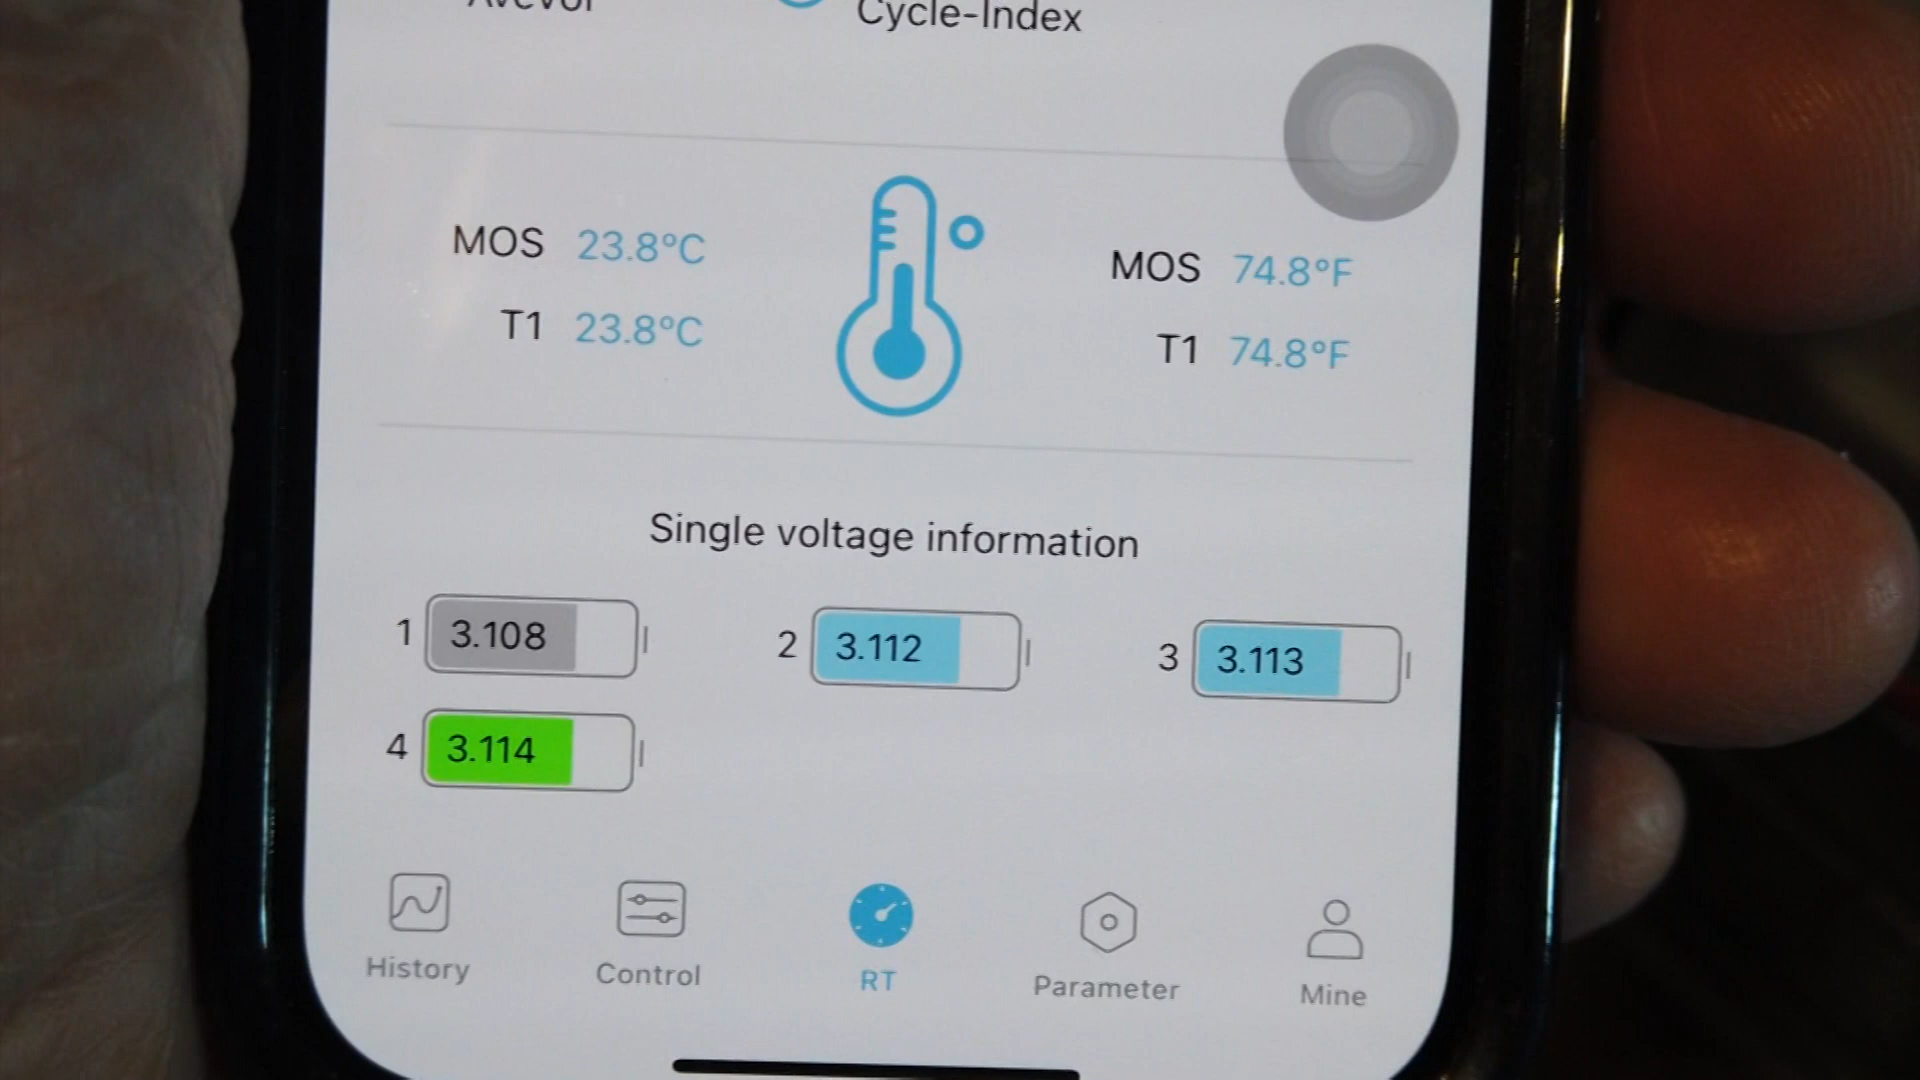 Cycle-Index
MOS 23.8°C
T1 23.8°C
MOS 74.8°F
T1 74.8°F
Single voltage information
1 3.108
2 3.112
3 3.113
4 3.114
History
Control
RT
Parameter
Mine